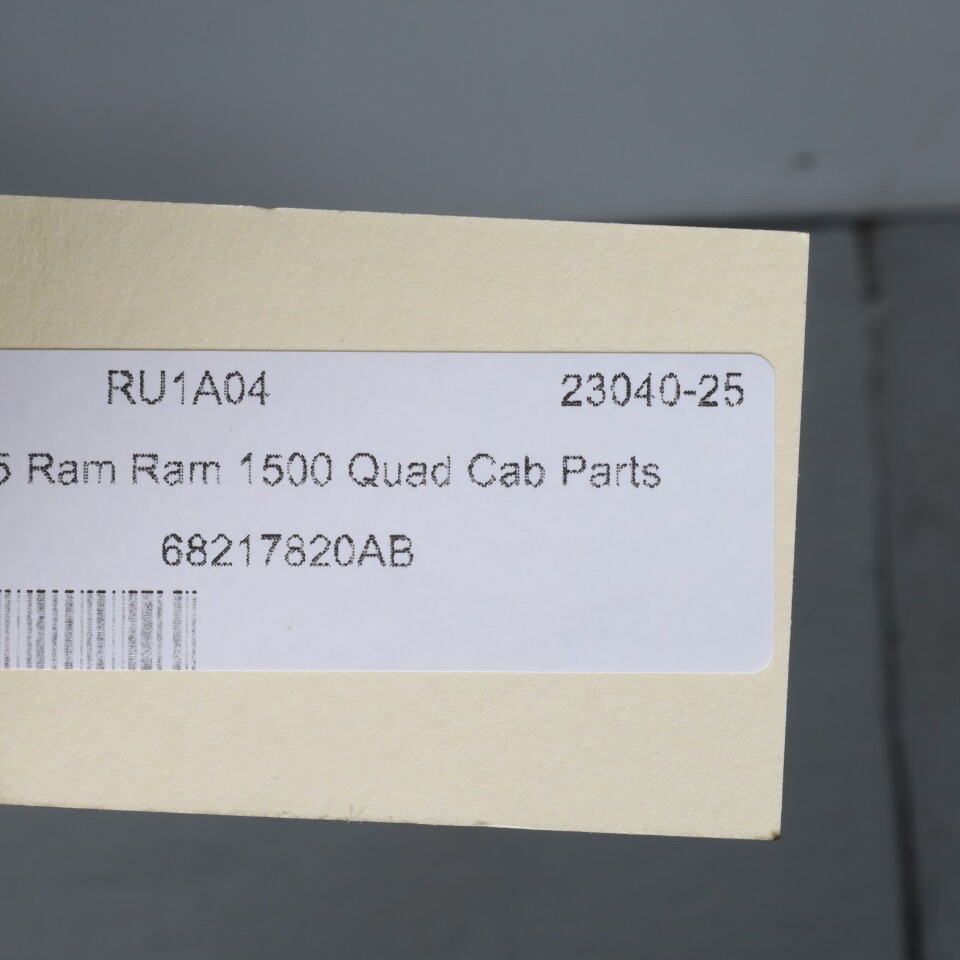 RU1A04 23040-25
5 Ram Ram 1500 Quad Cab Parts
68217820AB